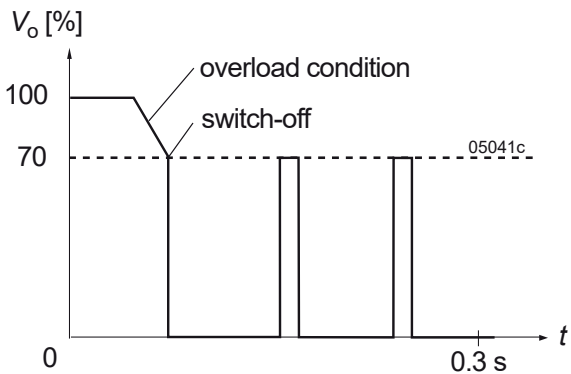 Vo [%]
overload condition
100
switch-off
05041c
70
t
0
0.3 s